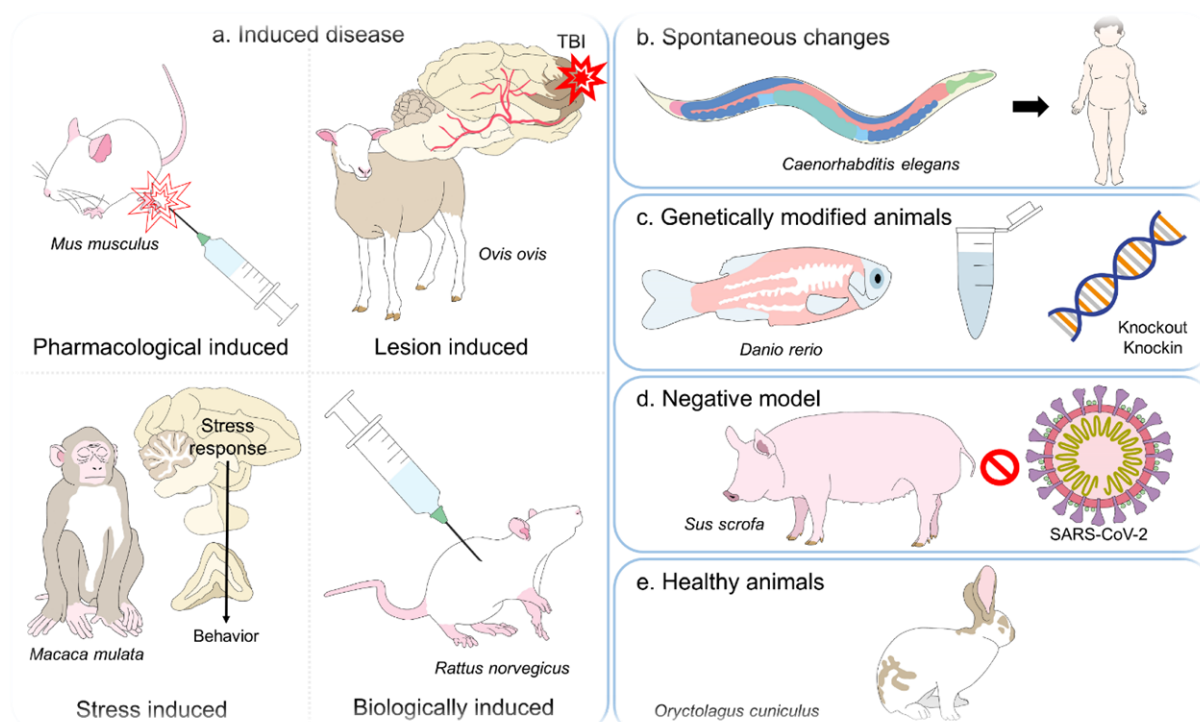 a. Induced disease
TBI
Mus musculus
Ovis ovis
Pharmacological induced
Lesion induced
Stress
response
Behavior
Macaca mulata
Rattus norvegicus
Stress induced
Biologically induced
b. Spontaneous changes
Caenorhabditis elegans
c. Genetically modified animals
Danio rerio
Knockout
Knockin
d. Negative model
Sus scrofa
SARS-CoV-2
e. Healthy animals
Oryctolagus cuniculus